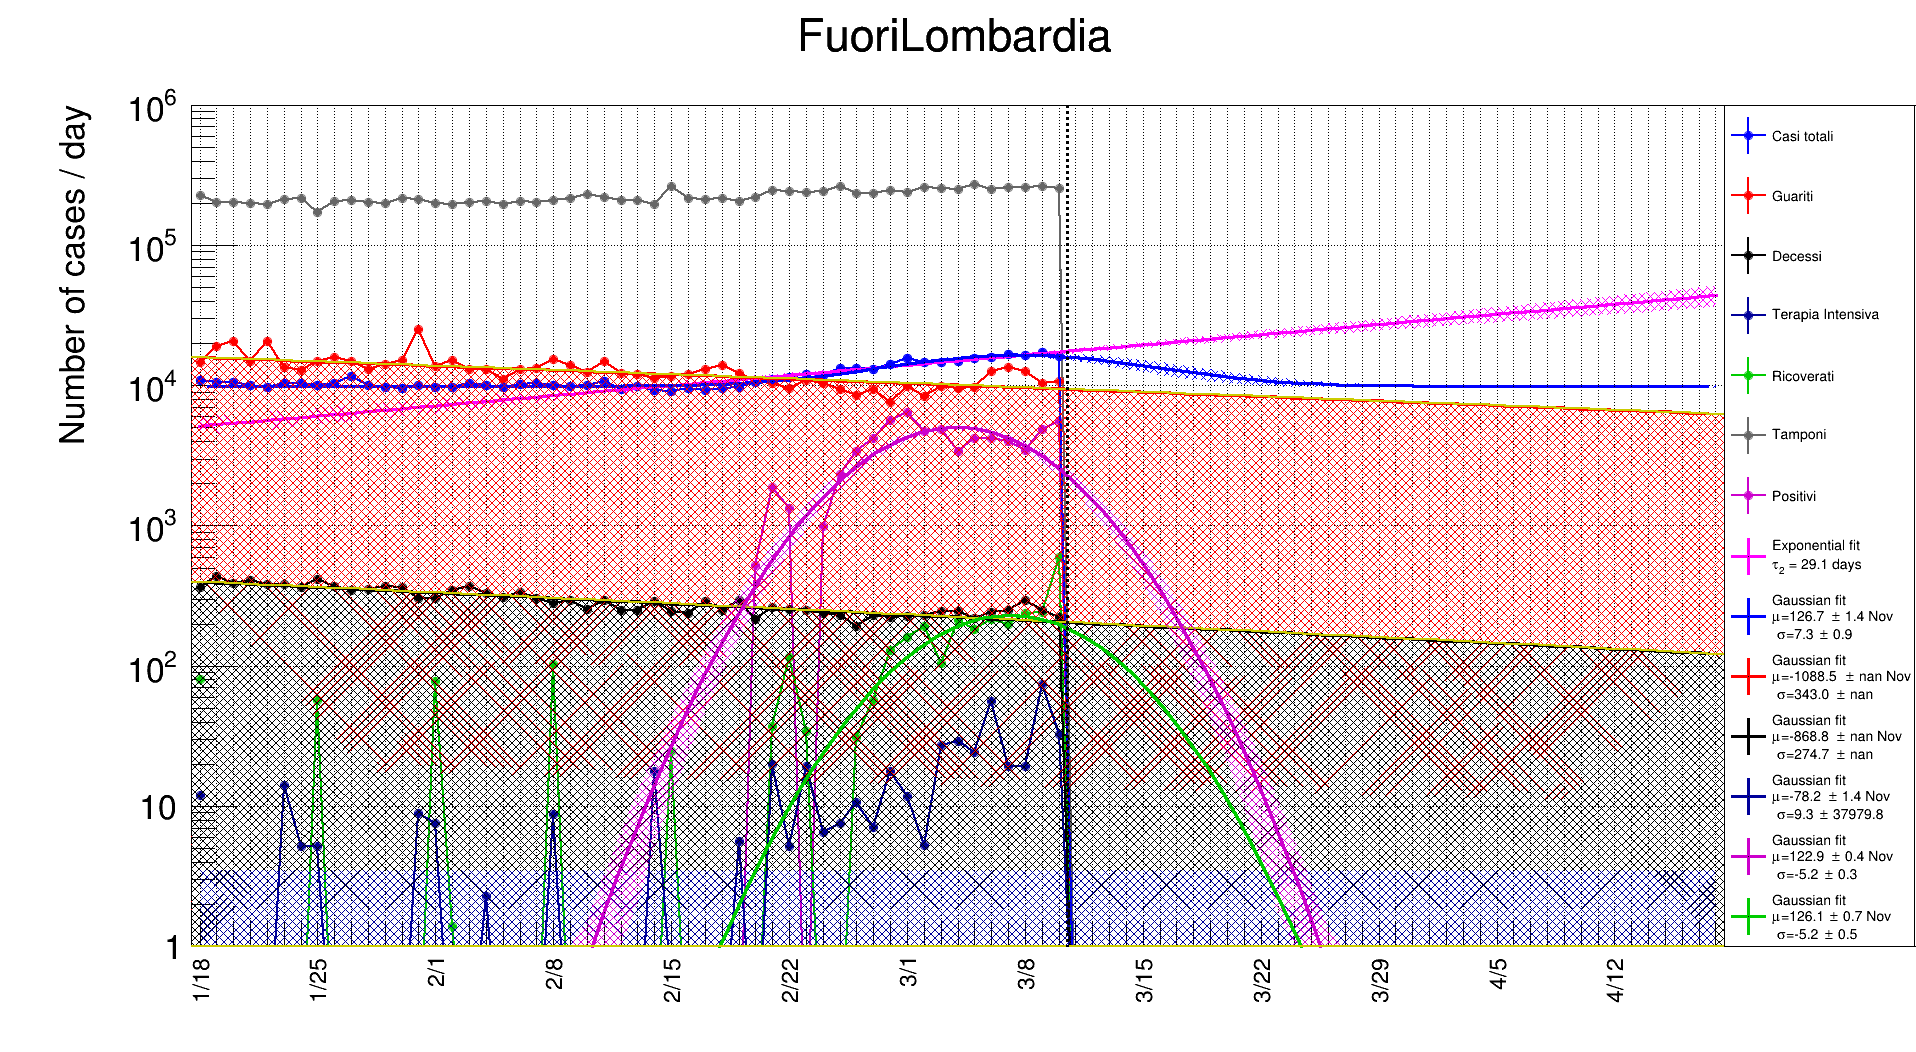 FuoriLombardia
Number of cases / day
10^6
10^5
10^4
10^3
10^2
10
1
1/18
1/25
2/1
2/8
2/15
2/22
3/1
3/8
3/15
3/22
3/29
4/5
4/12
Casi totali
Guariti
Decessi
Terapia Intensiva
Ricoverati
Tamponi
Positivi
Exponential fit
τ2 = 29.1 days
Gaussian fit
μ=126.7 ± 1.4 Nov
σ=7.3 ± 0.9
Gaussian fit
μ=-1088.5 ± nan Nov
σ=343.0 ± nan
Gaussian fit
μ=-868.8 ± nan Nov
σ=274.7 ± nan
Gaussian fit
μ=-78.2 ± 1.4 Nov
σ=9.3 ± 37979.8
Gaussian fit
μ=122.9 ± 0.4 Nov
σ=-5.2 ± 0.3
Gaussian fit
μ=126.1 ± 0.7 Nov
σ=-5.2 ± 0.5